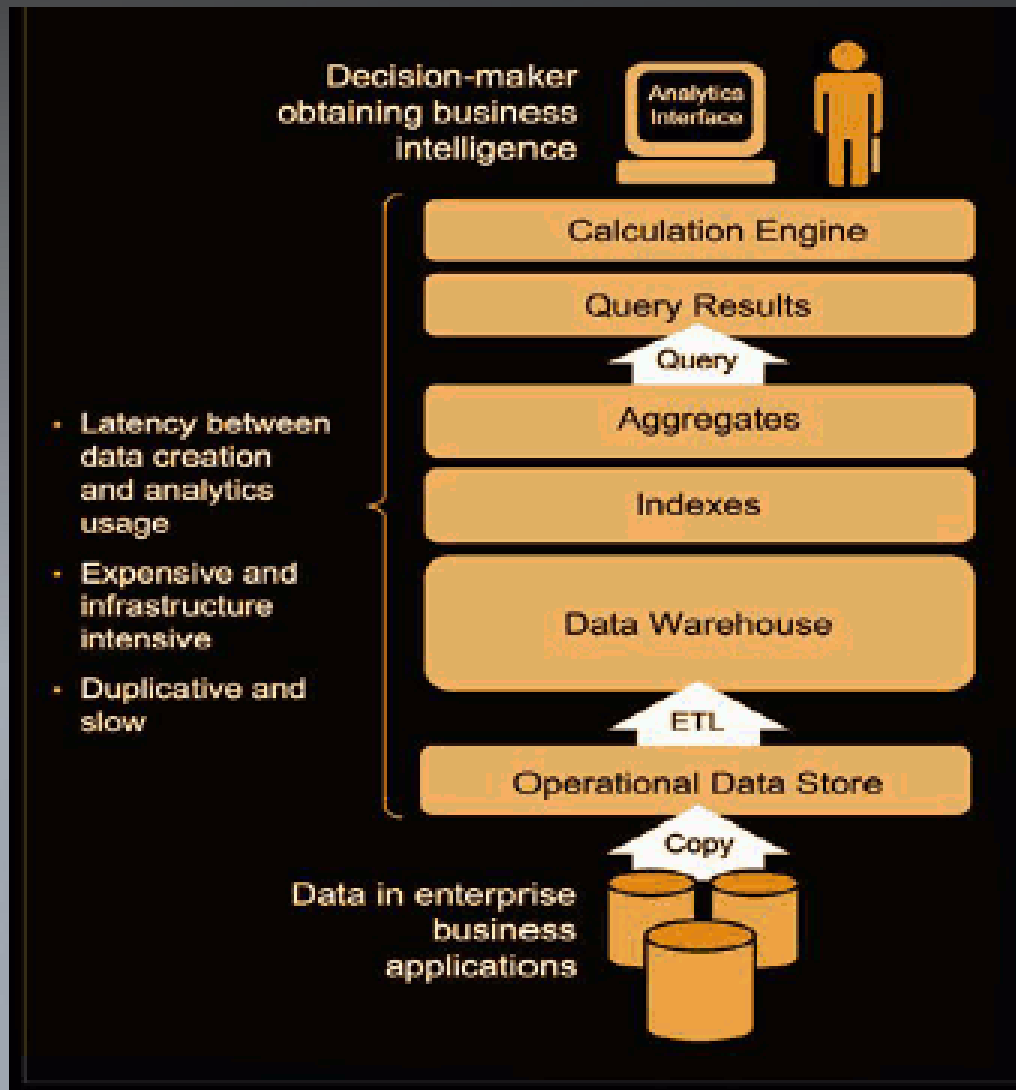 Decision-maker
obtaining business
intelligence
Analytics
Interface
Calculation Engine
Query Results
Query
Aggregates
Indexes
Data Warehouse
ETL
Operational Data Store
Copy
• Latency between
data creation
and analytics
usage
• Expensive and
infrastructure
intensive
• Duplicative and
slow
Data in enterprise
business
applications